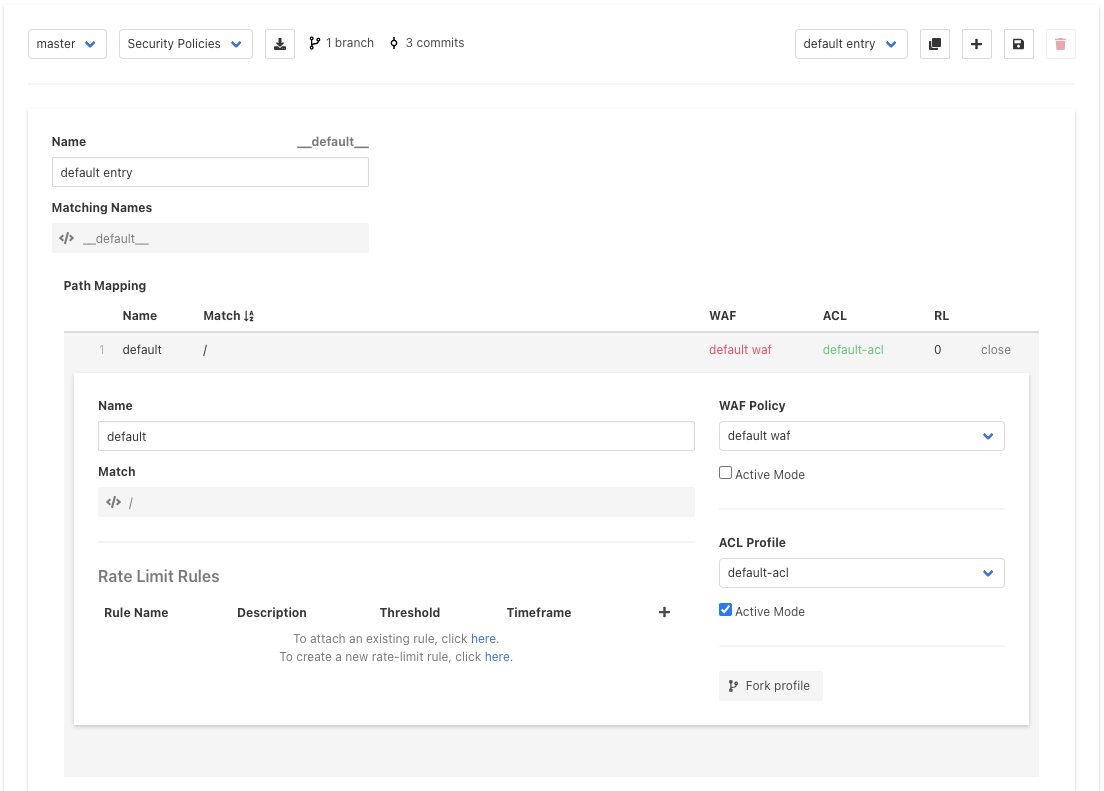 master Security Policies 1 branch 3 commits default entry
Name __default__
default entry
Matching Names
__default__
Path Mapping
Name Match WAF ACL RL
1 default / default waf default-acl 0 close
Name
default
Match
/
Rate Limit Rules
Rule Name Description Threshold Timeframe
To attach an existing rule, click here.
To create a new rate-limit rule, click here.
WAF Policy
default waf
Active Mode
ACL Profile
default-acl
Active Mode
Fork profile